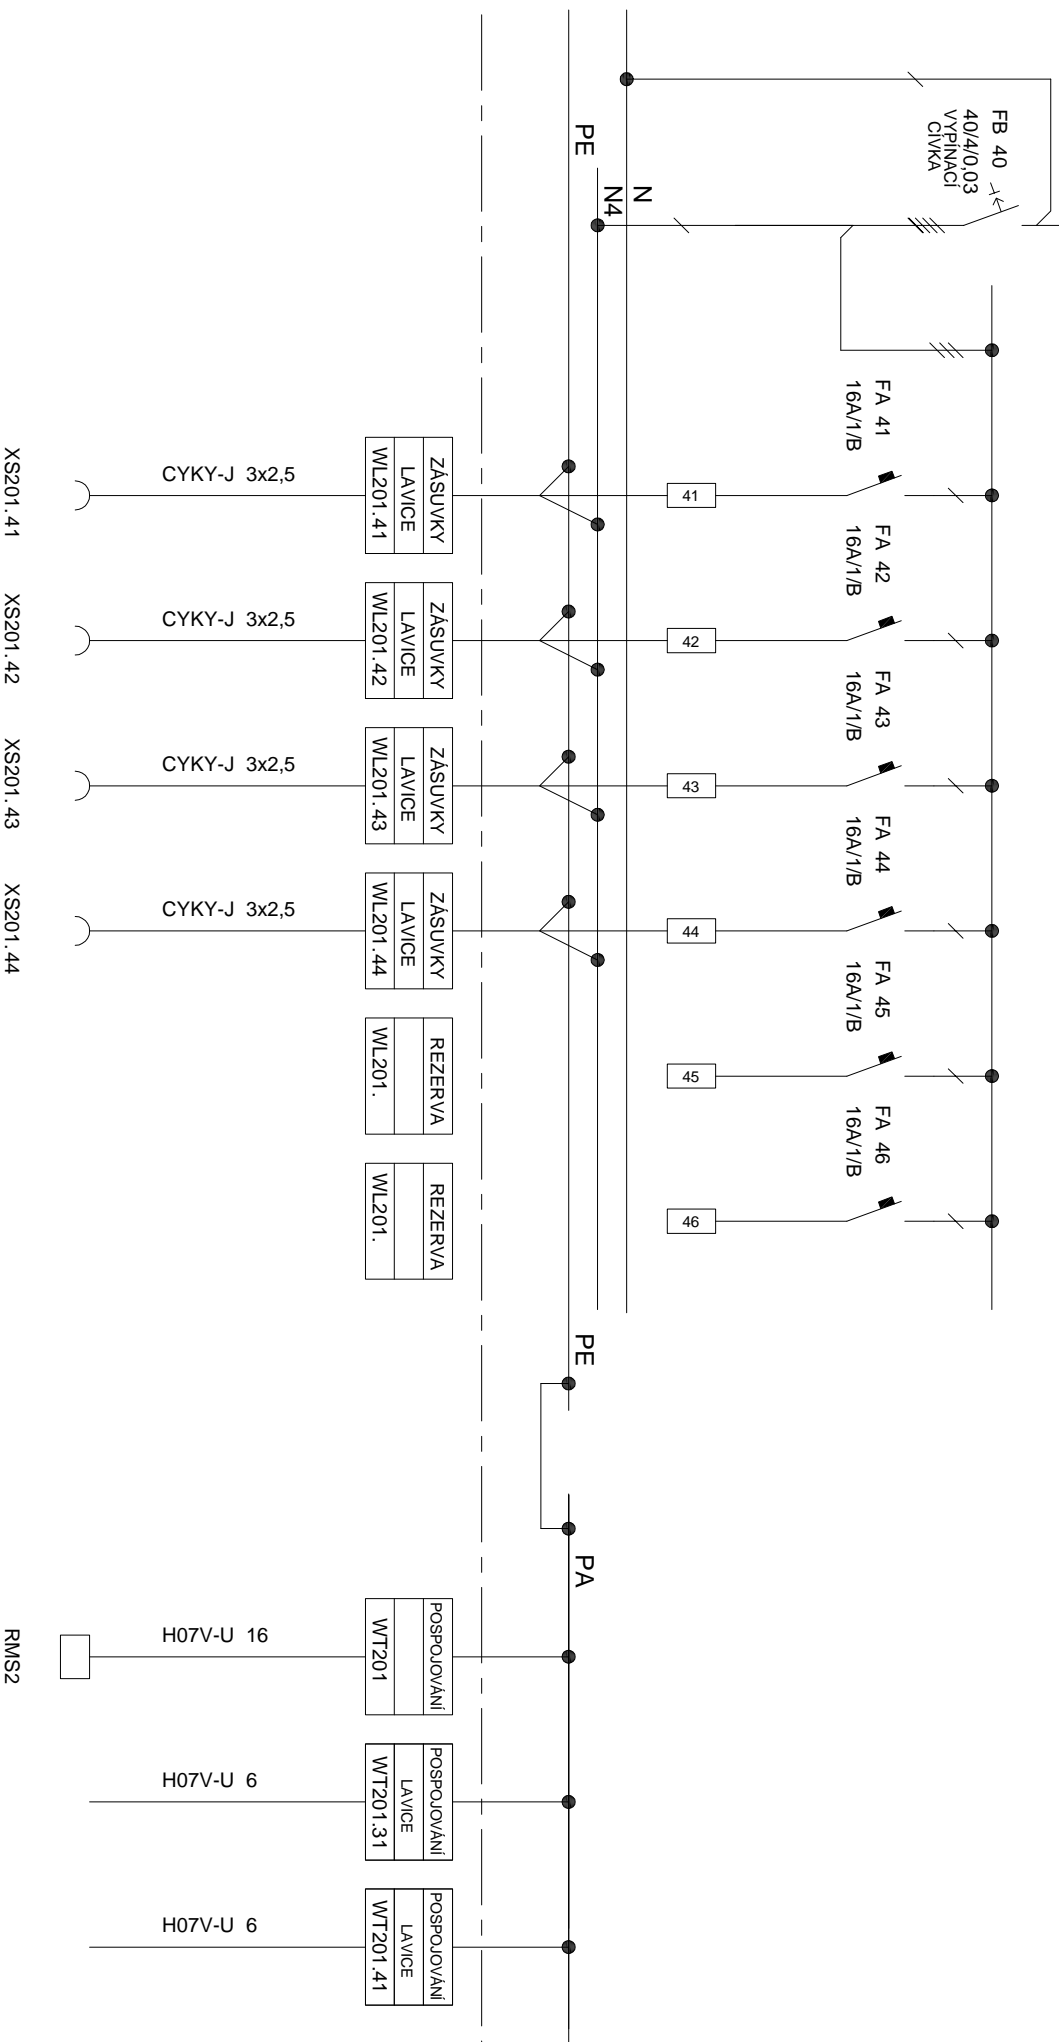 FB 40
40/4/0,03
VYPÍNACÍ
CÍVKA
PE
N4
N
FA 41
16A/1/B
FA 42
16A/1/B
FA 43
16A/1/B
FA 44
16A/1/B
FA 45
16A/1/B
FA 46
16A/1/B
41
42
43
44
45
46
PE
PA
ZÁSUVKY
LAVICE
WL201.41
ZÁSUVKY
LAVICE
WL201.42
ZÁSUVKY
LAVICE
WL201.43
ZÁSUVKY
LAVICE
WL201.44
REZERVA
WL201.
REZERVA
WL201.
POSPOJOVÁNÍ
WT201
POSPOJOVÁNÍ
LAVICE
WT201.31
POSPOJOVÁNÍ
LAVICE
WT201.41
CYKY-J 3x2,5
CYKY-J 3x2,5
CYKY-J 3x2,5
CYKY-J 3x2,5
H07V-U 16
H07V-U 6
H07V-U 6
XS201.41
XS201.42
XS201.43
XS201.44
RMS2